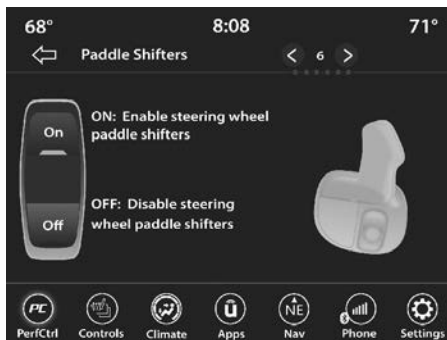 68° 8:08 71°
Paddle Shifters
6
On
ON: Enable steering wheel
paddle shifters
Off
OFF: Disable steering
wheel paddle shifters
PC
û
NE
PerfCtrl Controls Climate Apps Nav Phone Settings